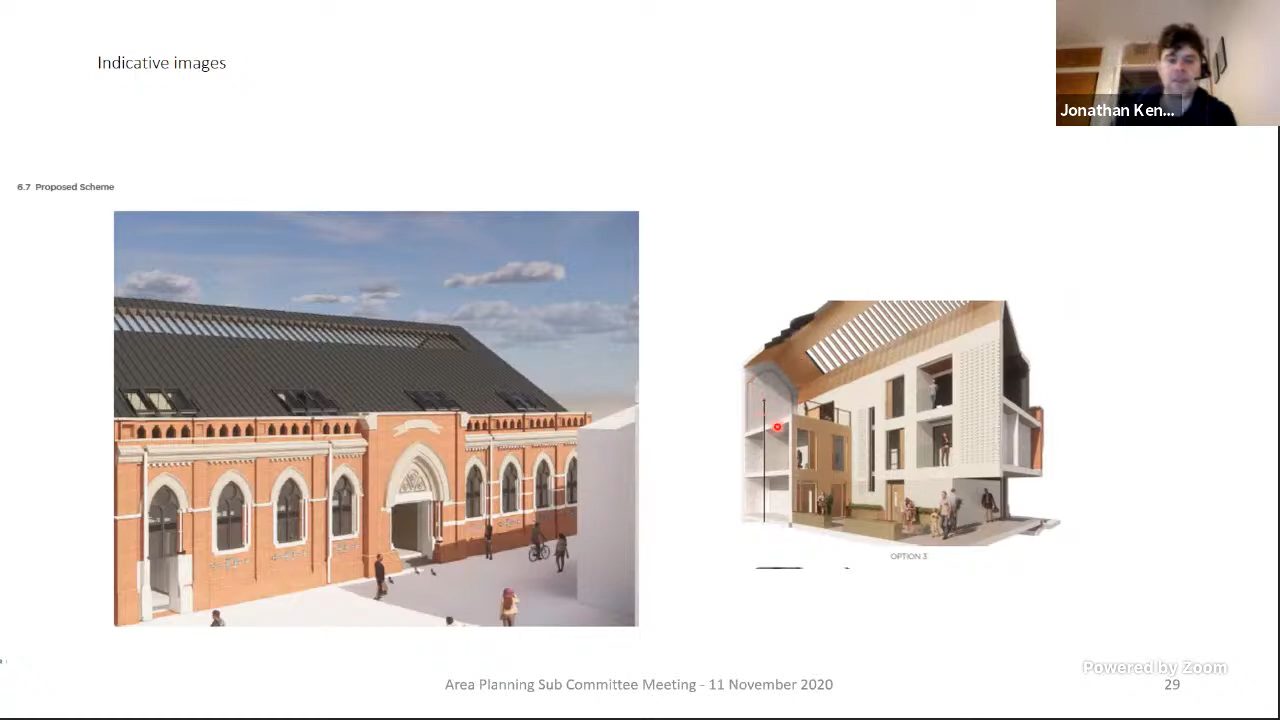 Indicative images
Jonathan Ken...
6.7 Proposed Scheme
OPTION 3
Powered by Zoom
Area Planning Sub Committee Meeting - 11 November 2020
29